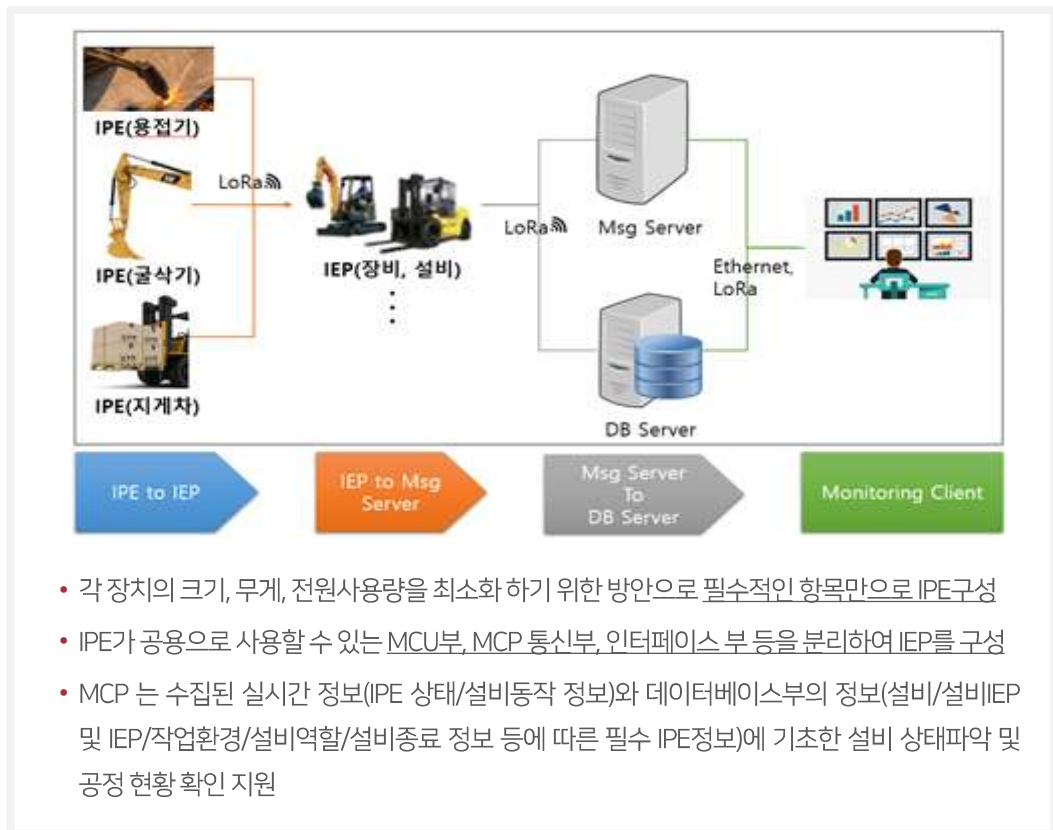 IPE(용접기)
LoRa
IPE(굴삭기)
IPE(지게차)
IEP(장비, 설비)
LoRa
Msg Server
Ethernet,
LoRa
DB Server
IPE to IEP
IEP to Msg
Server
Msg Server
To
DB Server
Monitoring Client
• 각 장치의 크기, 무게, 전원사용량을 최소화 하기 위한 방안으로 필수적인 항목만으로 IPE구성
• IPE가 공용으로 사용할 수 있는 MCU부, MCP 통신부, 인터페이스 부 등을 분리하여 IEP를 구성
• MCP 는 수집된 실시간 정보(IPE 상태/설비동작 정보)와 데이터베이스부의 정보(설비/설비IEP
및 IEP/작업환경/설비역할/설비종료 정보 등에 따른 필수 IPE정보)에 기초한 설비 상태파악 및
공정 현황 확인 지원